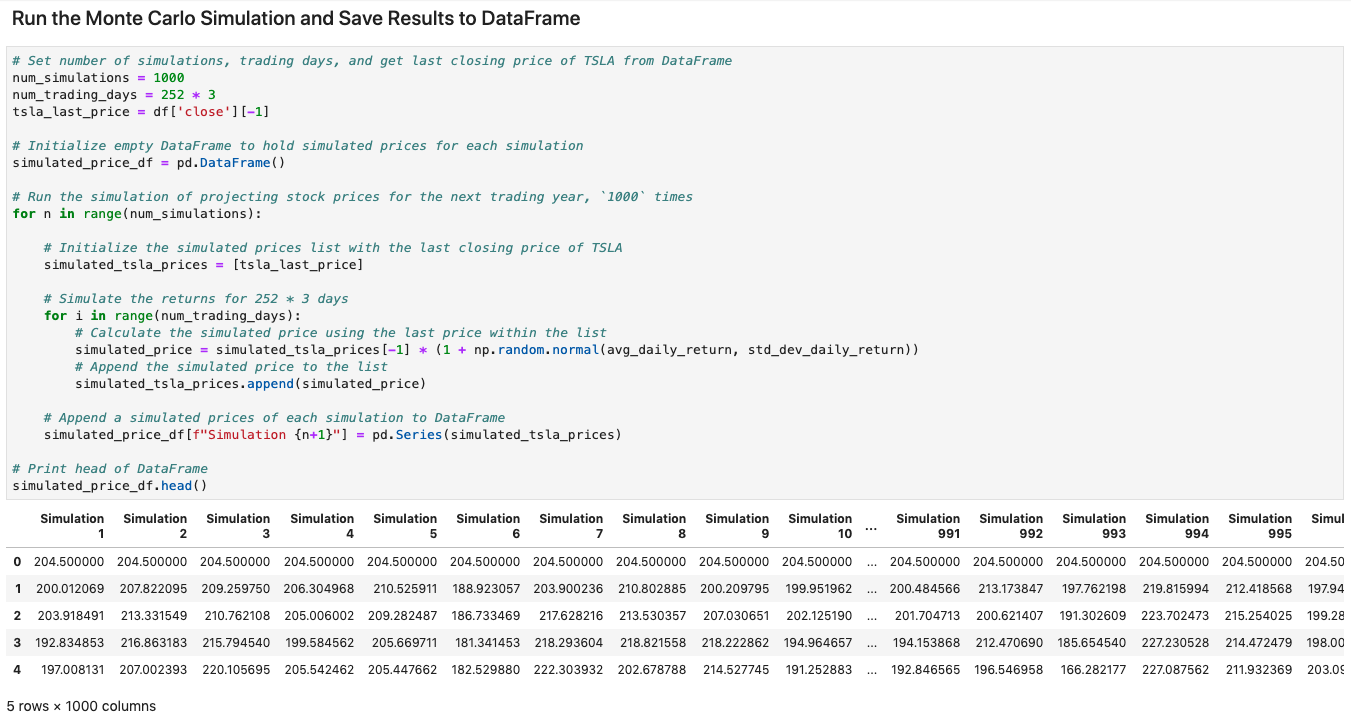 Run the Monte Carlo Simulation and Save Results to DataFrame
# Set number of simulations, trading days, and get last closing price of TSLA from DataFrame
num_simulations = 1000
num_trading_days = 252 * 3
tsla_last_price = df['close'][-1]
# Initialize empty DataFrame to hold simulated prices for each simulation
simulated_price_df = pd.DataFrame()
# Run the simulation of projecting stock prices for the next trading year, `1000` times
for n in range(num_simulations):
# Initialize the simulated prices list with the last closing price of TSLA
simulated_tsla_prices = [tsla_last_price]
# Simulate the returns for 252 * 3 days
for i in range(num_trading_days):
# Calculate the simulated price using the last price within the list
simulated_price = simulated_tsla_prices[-1] * (1 + np.random.normal(avg_daily_return, std_dev_daily_return))
# Append the simulated price to the list
simulated_tsla_prices.append(simulated_price)
# Append a simulated prices of each simulation to DataFrame
simulated_price_df[f"Simulation {n+1}"] = pd.Series(simulated_tsla_prices)
# Print head of DataFrame
simulated_price_df.head()
Simulation Simulation Simulation Simulation Simulation Simulation Simulation Simulation Simulation Simulation ... Simulation Simulation Simulation Simulation Simulation Simul
1 2 3 4 5 6 7 8 9 10 991 992 993 994 995
0 204.500000 204.500000 204.500000 204.500000 204.500000 204.500000 204.500000 204.500000 204.500000 204.500000 ... 204.500000 204.500000 204.500000 204.500000 204.500000 204.50
1 200.012069 207.822095 209.259750 206.304968 210.525911 188.923057 203.900236 210.802885 200.209795 199.951962 ... 200.484566 213.173847 197.762198 219.815994 212.418568 197.94
2 203.918491 213.331549 210.762108 205.006002 209.282487 186.733469 217.628216 213.530357 207.030651 202.125190 ... 201.704713 200.621407 191.302609 223.702473 215.254025 199.28
3 192.834853 216.863183 215.794540 199.584562 205.669711 181.341453 218.293604 218.821558 218.222862 194.964657 ... 194.153868 212.470690 185.654540 227.230528 214.472479 198.00
4 197.008131 207.002393 220.105695 205.542462 205.447662 182.529880 222.303932 202.678788 214.527745 191.252883 ... 192.846565 196.546958 166.282177 227.087562 211.932369 203.09
5 rows × 1000 columns